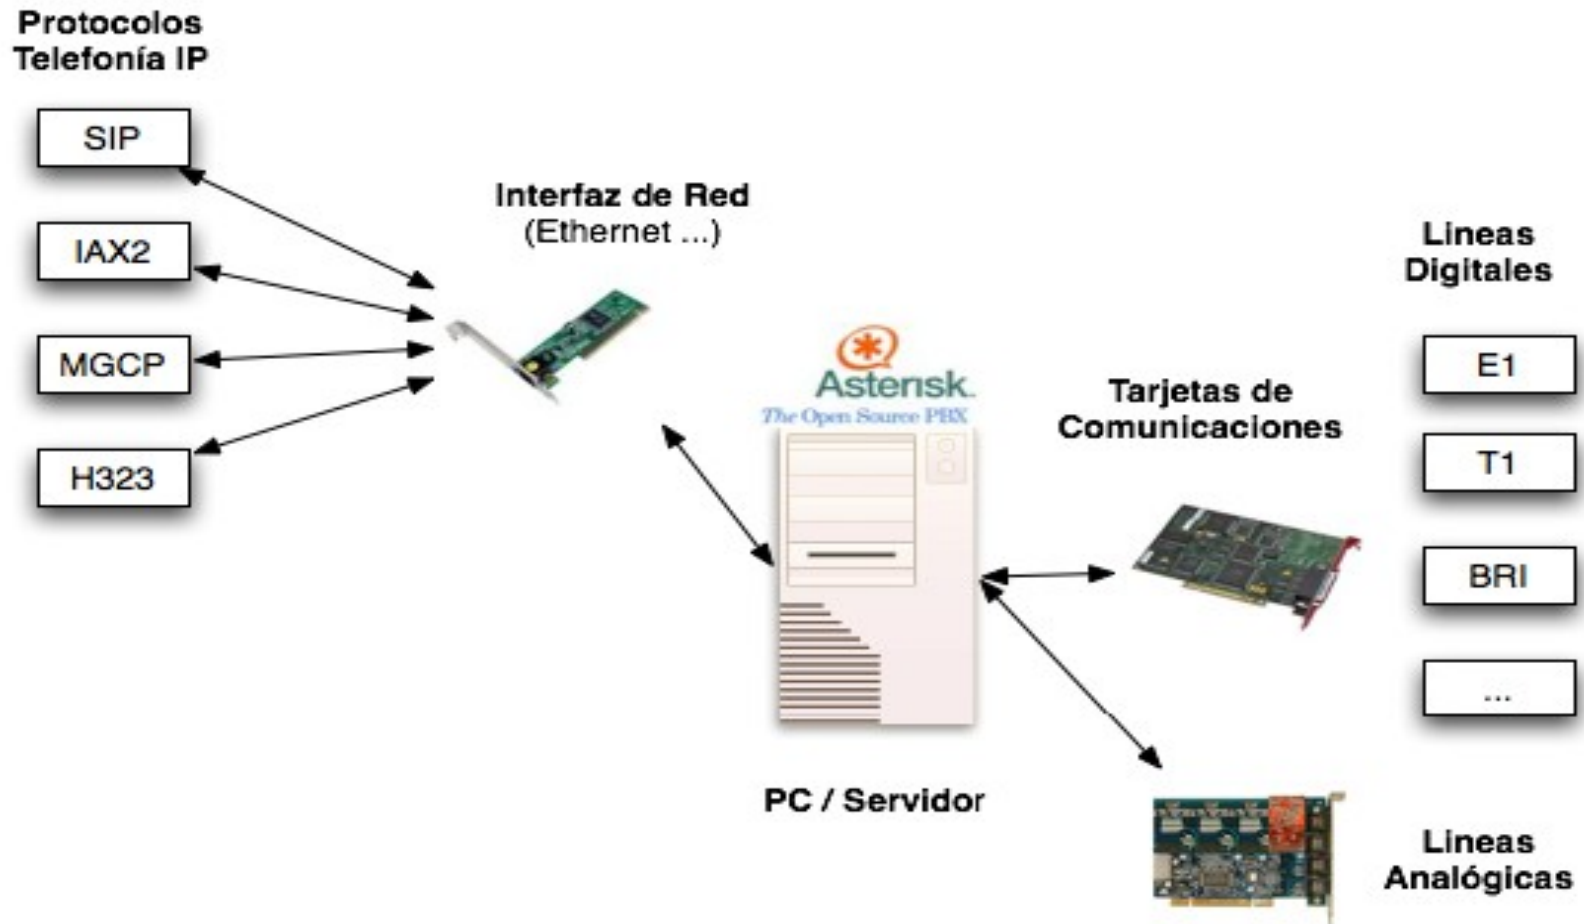 Protocolos
Telefonía IP
SIP
IAX2
MGCP
H323
Interfaz de Red
(Ethernet ...)
Asterisk.
The Open Source PBX
PC / Servidor
Tarjetas de
Comunicaciones
Lineas
Digitales
E1
T1
BRI
...
Lineas
Analógicas